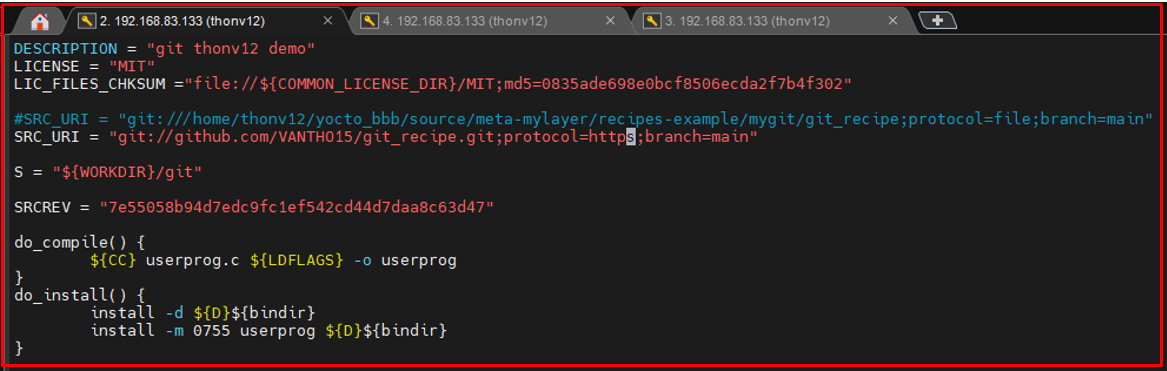 2. 192.168.83.133 (thonv12)
4. 192.168.83.133 (thonv12)
3. 192.168.83.133 (thonv12)
DESCRIPTION = "git thonv12 demo"
LICENSE = "MIT"
LIC_FILES_CHKSUM ="file://${COMMON_LICENSE_DIR}/MIT;md5=0835ade698e0bcf8506ecda2f7b4f302"
#SRC_URI = "git:///home/thonv12/yocto_bbb/source/meta-mylayer/recipes-example/mygit/git_recipe;protocol=file;branch=main"
SRC_URI = "git://github.com/VANTHO15/git_recipe.git;protocol=https;branch=main"
S = "${WORKDIR}/git"
SRCREV = "7e55058b94d7edc9fc1ef542cd44d7daa8c63d47"
do_compile() {
        ${CC} userprog.c ${LDFLAGS} -o userprog
}
do_install() {
        install -d ${D}${bindir}
        install -m 0755 userprog ${D}${bindir}
}